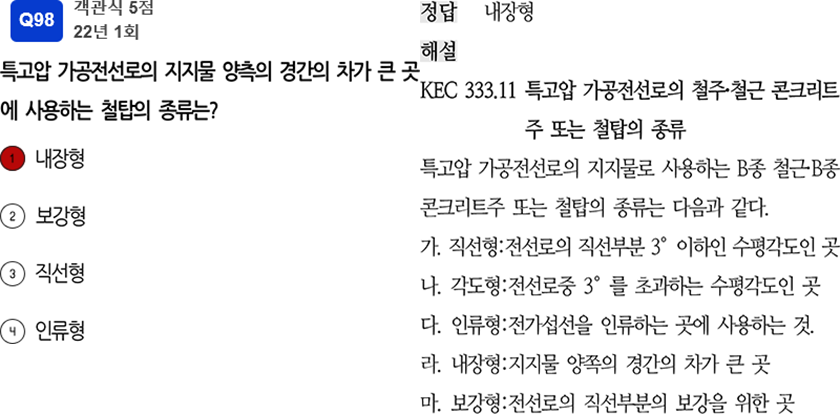 Q98
객관식 5점
22년 1회
특고압 가공전선로의 지지물 양측의 경간의 차가 큰 곳
에 사용하는 철탑의 종류는?
1 내장형
2 보강형
3 직선형
4 인류형
정답 내장형
해설
KEC 333.11 특고압 가공전선로의 철주·철근 콘크리트
주 또는 철탑의 종류
특고압 가공전선로의 지지물로 사용하는 B종 철근·B종
콘크리트주 또는 철탑의 종류는 다음과 같다.
가. 직선형:전선로의 직선부분 3° 이하인 수평각도인 곳
나. 각도형:전선로중 3° 를 초과하는 수평각도인 곳
다. 인류형:전가섭선을 인류하는 곳에 사용하는 것.
라. 내장형:지지물 양쪽의 경간의 차가 큰 곳
마. 보강형:전선로의 직선부분의 보강을 위한 곳